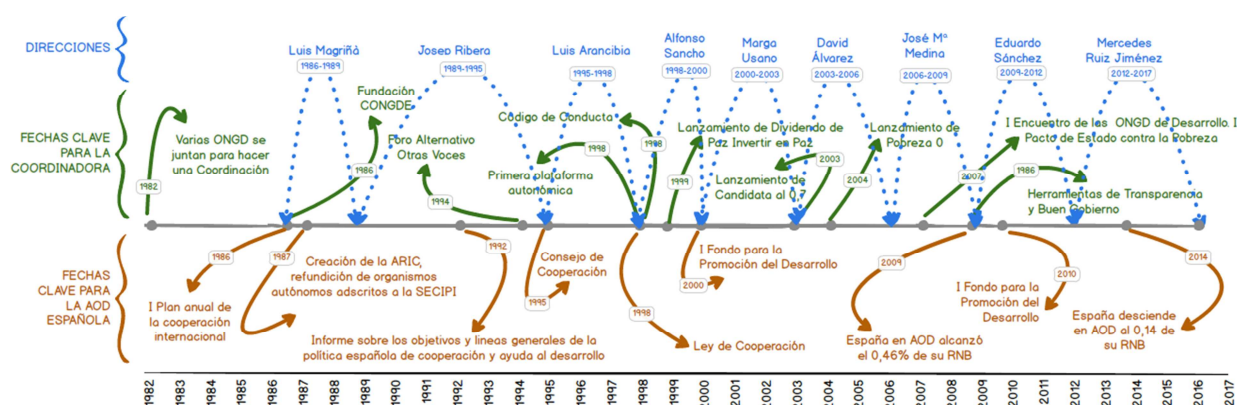 DIRECCIONES
Luis Magriñà
1986-1989
Josep Ribera
1989-1995
Luis Arancibia
1995-1998
Alfonso
Sancho
1998-2000
Marga
Usano
2000-2003
David
Álvarez
2003-2006
José Mª
Medina
2006-2009
Eduardo
Sánchez
2009-2012
Mercedes
Ruiz Jiménez
2012-2017
FECHAS CLAVE
PARA LA
COORDINADORA
1982
Varias ONGD se
juntan para hacer
una Coordinación
Fundación
CONGDE
1986
Foro Alternativo
Otras Voces
1994
Código de Conducta
1998
Primera plataforma
autonómica
1998
Lanzamiento de Dividendo de
Paz Invertir en Paz
1999
Lanzamiento de
Candidata al 0,7
2003
Lanzamiento de
Pobreza 0
2004
I Encuentro de las ONGD de Desarrollo. I
Pacto de Estado contra la Pobreza
2007
1986
Herramientas de Transparencia
y Buen Gobierno
FECHAS
CLAVE PARA
LA AOD
ESPAÑOLA
1986
I Plan anual de
la cooperación
internacional
1987
Creación de la ARIC,
refundición de organismos
autónomos adscritos a la SECIPI
1992
Informe sobre los objetivos y lineas generales de la
política española de cooperación y ayuda al desarrollo
Consejo de
Cooperación
1995
1998
Ley de Cooperación
I Fondo para la
Promoción del Desarrollo
2000
2009
España en AOD alcanzó
el 0,46% de su RNB
2010
I Fondo para la
Promoción del
Desarrollo
2014
España desciende
en AOD al 0,14 de
su RNB
1982
1983
1984
1985
1986
1988
1989
1990
1991
1992
1993
1994
1995
1996
1997
1998
1999
2000
2001
2002
2003
2004
2005
2006
2007
2008
2009
2010
2011
2012
2013
2014
2015
2016
2017